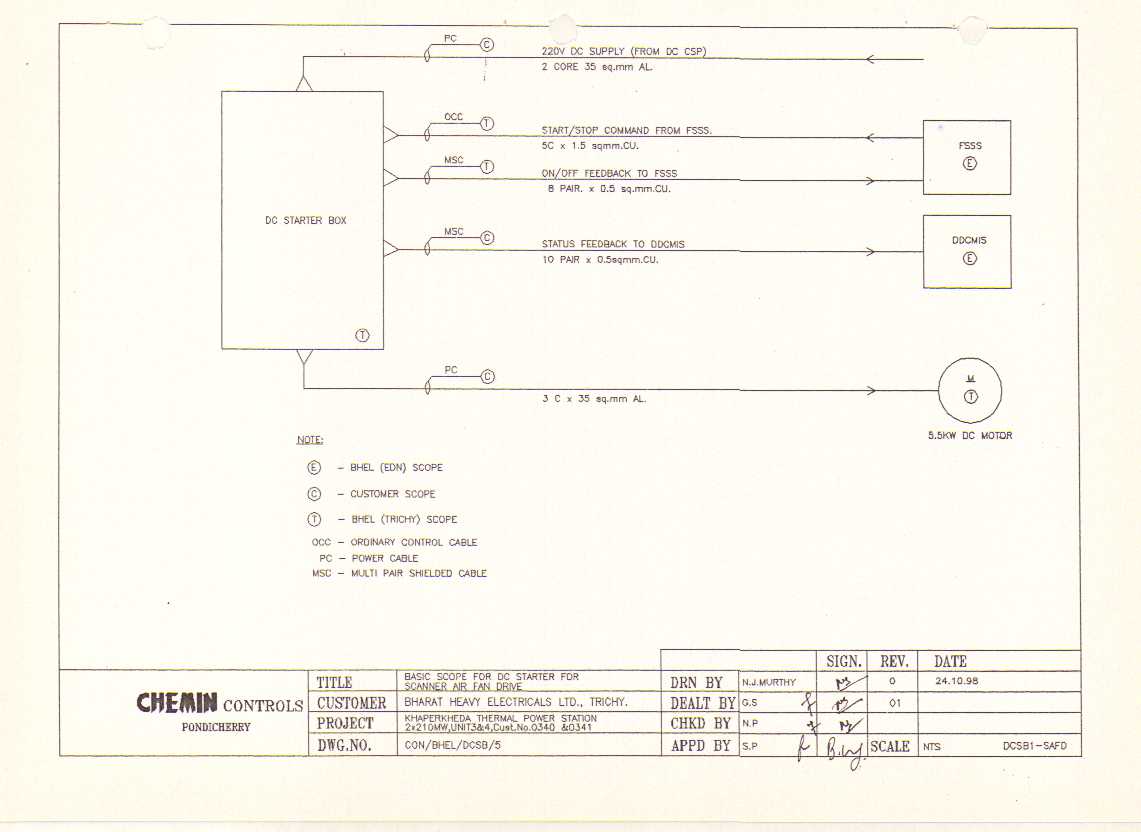 PC
C
220V DC SUPPLY (FROM DC CSP)
2 CORE 35 sq.mm AL.
OCC
T
START/STOP COMMAND FROM FSSS.
5C x 1.5 sqmm.CU.
FSSS
E
MSC
T
ON/OFF FEEDBACK TO FSSS
8 PAIR. x 0.5 sq.mm.CU.
DC STARTER BOX
T
MSC
C
STATUS FEEDBACK TO DDCMIS
10 PAIR x 0.5sqmm.CU.
DDCMIS
E
PC
C
3 C x 35 sq.mm AL.
M
T
5.5KW DC MOTOR
NOTE:
E - BHEL (EDN) SCOPE
C - CUSTOMER SCOPE
T - BHEL (TRICHY) SCOPE
OCC - ORDINARY CONTROL CABLE
PC - POWER CABLE
MSC - MULTI PAIR SHIELDED CABLE
CHEMIN CONTROLS
PONDICHERRY
TITLE BASIC SCOPE FOR DC STARTER FOR
SCANNER AIR FAN DRIVE
CUSTOMER BHARAT HEAVY ELECTRICALS LTD., TRICHY.
PROJECT KHAPERKHEDA THERMAL POWER STATION
2x210MW,UNIT3&4,Cust.No.0340 &0341
DWG.NO. CON/BHEL/DCSB/5
SIGN. REV. DATE
DRN BY N.J.MURTHY 0 24.10.98
DEALT BY G.S 01
CHKD BY N.P
APPD BY S.P SCALE NTS DCSB1-SAFD